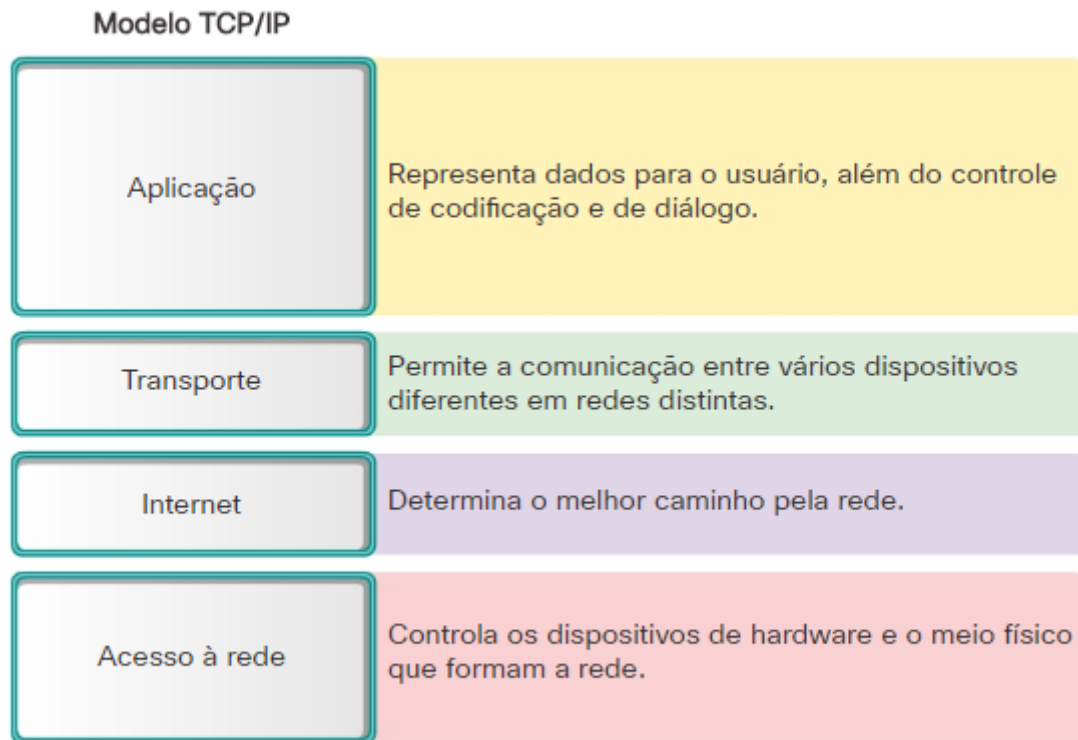 Modelo TCP/IP
Aplicação
Representa dados para o usuário, além do controle
de codificação e de diálogo.
Transporte
Permite a comunicação entre vários dispositivos
diferentes em redes distintas.
Internet
Determina o melhor caminho pela rede.
Acesso à rede
Controla os dispositivos de hardware e o meio físico
que formam a rede.